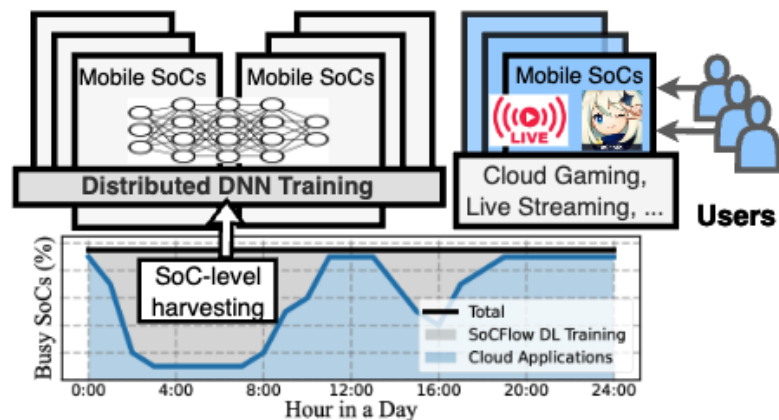 Mobile SoCs
Mobile SoCs
Distributed DNN Training
Mobile SoCs
LIVE
Cloud Gaming,
Live Streaming, ...
Users
SoC-level
harvesting
Busy SoCs (%)
Total
SoCFlow DL Training
Cloud Applications
0:00 4:00 8:00 12:00 16:00 20:00 24:00
Hour in a Day